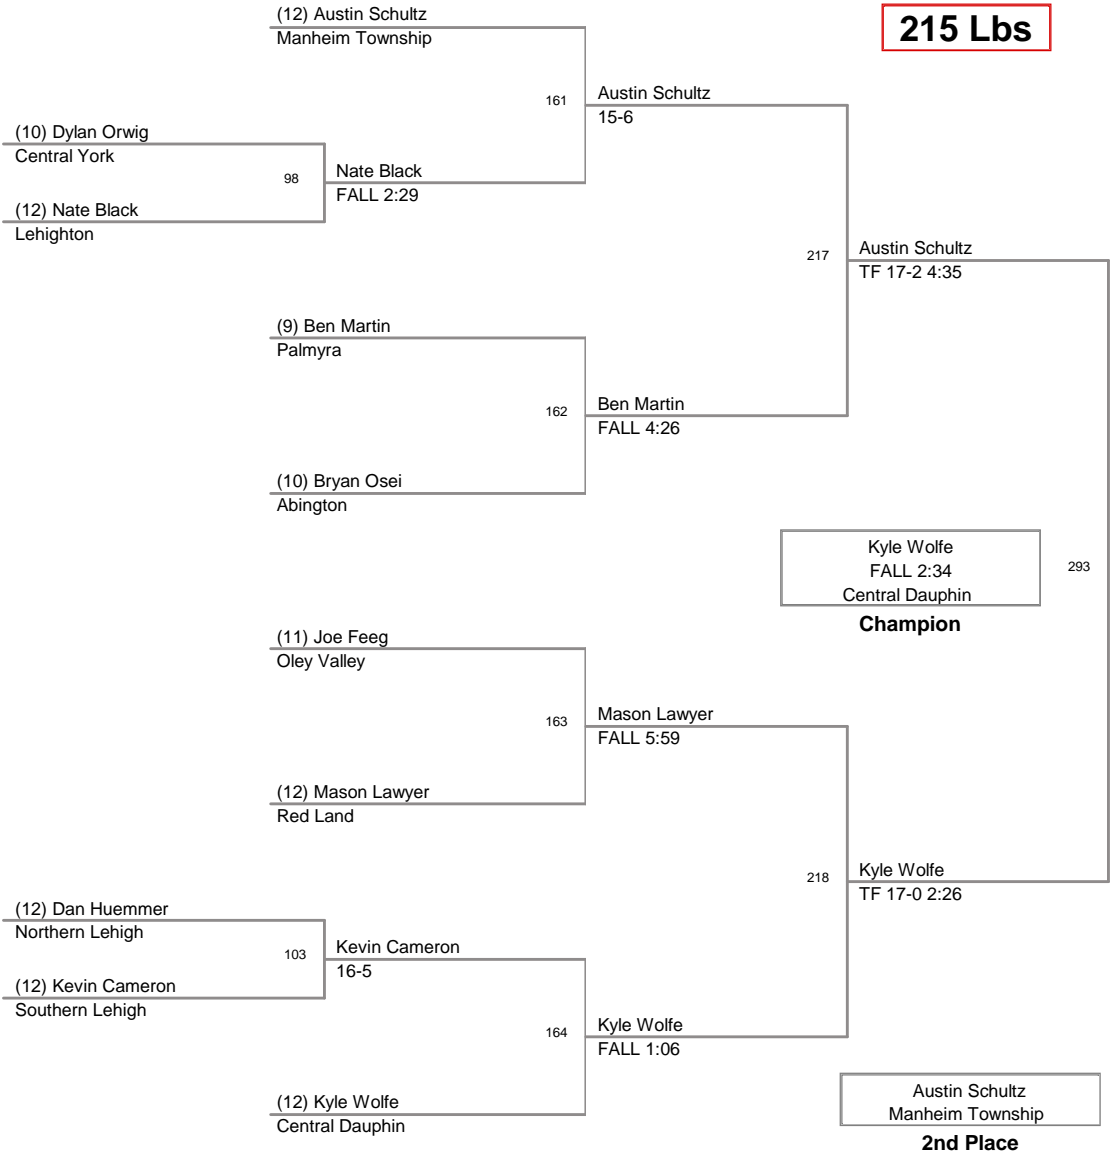 (12) Austin Schultz
Manheim Township
215 Lbs
161
Austin Schultz
15-6
(10) Dylan Orwig
Central York
98
Nate Black
FALL 2:29
(12) Nate Black
Lehighton
217
Austin Schultz
TF 17-2 4:35
(9) Ben Martin
Palmyra
162
Ben Martin
FALL 4:26
(10) Bryan Osei
Abington
Kyle Wolfe
FALL 2:34
Central Dauphin
Champion
293
(11) Joe Feeg
Oley Valley
163
Mason Lawyer
FALL 5:59
(12) Mason Lawyer
Red Land
218
Kyle Wolfe
TF 17-0 2:26
(12) Dan Huemmer
Northern Lehigh
103
Kevin Cameron
16-5
(12) Kevin Cameron
Southern Lehigh
164
Kyle Wolfe
FALL 1:06
(12) Kyle Wolfe
Central Dauphin
Austin Schultz
Manheim Township
2nd Place